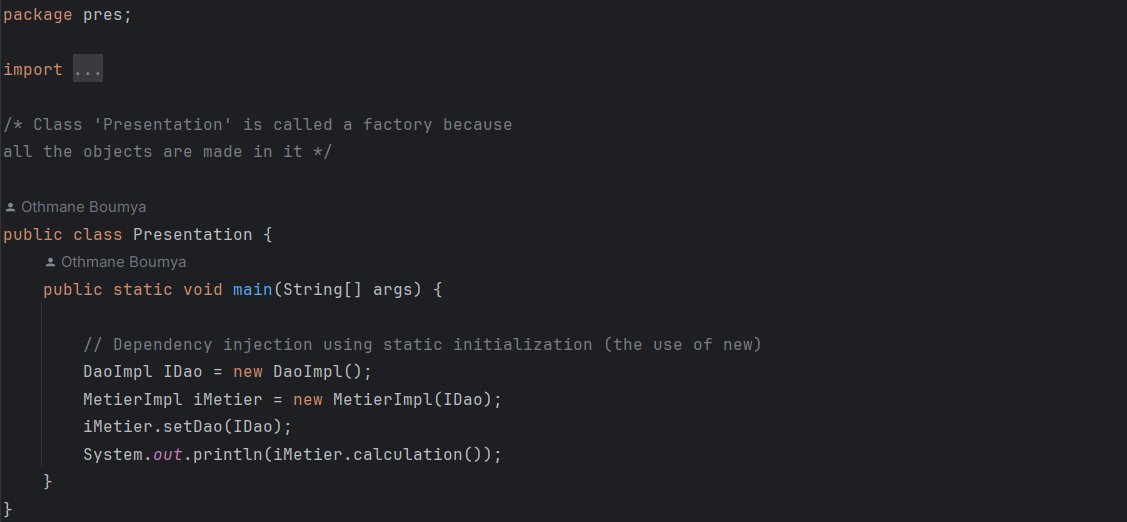 package pres;
import ...
/* Class 'Presentation' is called a factory because
all the objects are made in it */
Othmane Boumya
public class Presentation {
Othmane Boumya
public static void main(String[] args) {
// Dependency injection using static initialization (the use of new)
DaoImpl IDao = new DaoImpl();
MetierImpl iMetier = new MetierImpl(IDao);
iMetier.setDao(IDao);
System.out.println(iMetier.calculation());
}
}